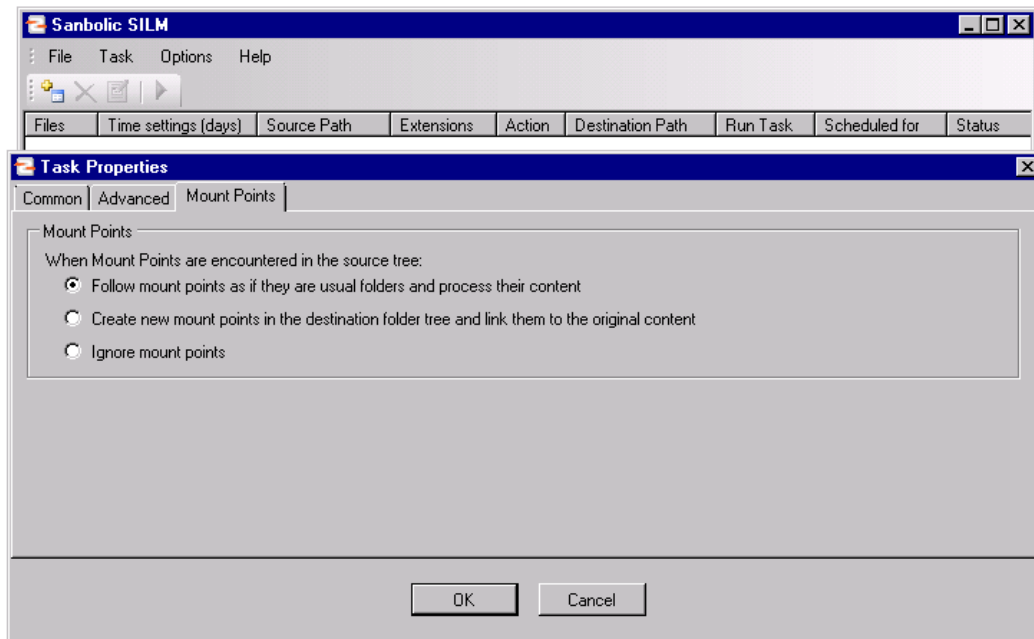 Sanbolic SILM
File Task Options Help
Files Time settings (days) Source Path Extensions Action Destination Path Run Task Scheduled for Status
Task Properties
Common Advanced Mount Points
Mount Points
When Mount Points are encountered in the source tree:
Follow mount points as if they are usual folders and process their content
Create new mount points in the destination folder tree and link them to the original content
Ignore mount points
OK Cancel